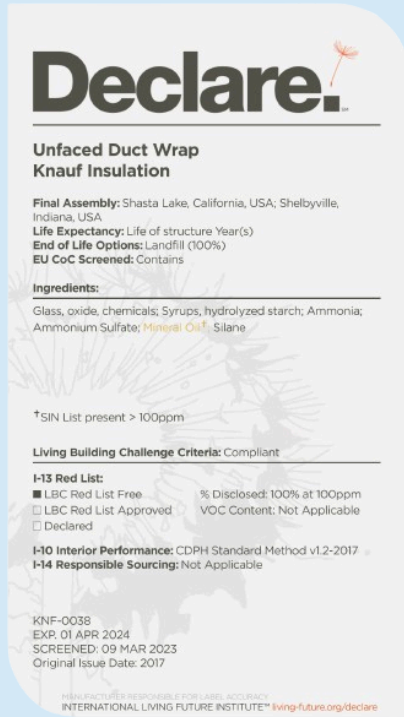 Declare.
Unfaced Duct Wrap
Knauf Insulation
Final Assembly: Shasta Lake, California, USA; Shelbyville,
Indiana, USA
Life Expectancy: Life of structure Year(s)
End of Life Options: Landfill (100%)
EU CoC Screened: Contains
Ingredients:
Glass, oxide, chemicals; Syrups, hydrolyzed starch; Ammonia;
Ammonium Sulfate; Mineral Oil†; Silane
†SIN List present > 100ppm
Living Building Challenge Criteria: Compliant
I-13 Red List:
■ LBC Red List Free % Disclosed: 100% at 100ppm
□ LBC Red List Approved VOC Content: Not Applicable
□ Declared
I-10 Interior Performance: CDPH Standard Method v1.2-2017
I-14 Responsible Sourcing: Not Applicable
KNF-0038
EXP. 01 APR 2024
SCREENED: 09 MAR 2023
Original Issue Date: 2017
MANUFACTURER RESPONSIBLE FOR LABEL ACCURACY
INTERNATIONAL LIVING FUTURE INSTITUTE™ living-future.org/declare